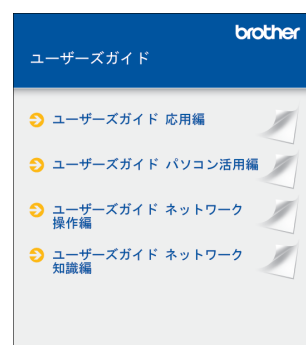 brother
ユーザーズガイド
ユーザーズガイド 応用編
ユーザーズガイド パソコン活用編
ユーザーズガイド ネットワーク
操作編
ユーザーズガイド ネットワーク
知識編